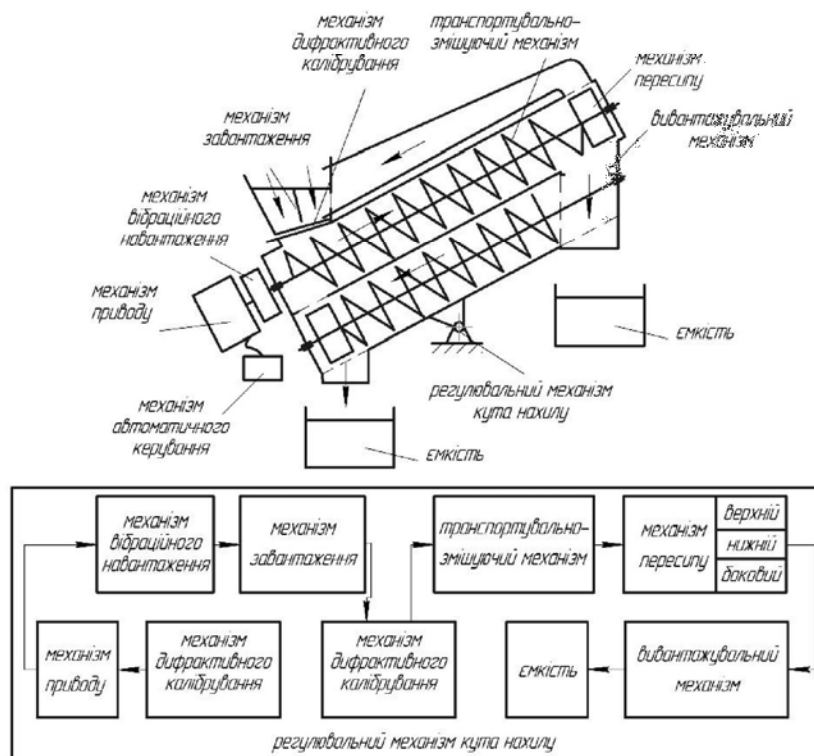 механізм
дифрактивного
калібрування
транспортувально-
змішуючий механізм
механізм
пересипу
вивантажувальний
механізм
механізм
завантаження
механізм
вібраційного
навантаження
механізм
приводу
ємкість
механізм
автоматичного
керування
регулювальний механізм
кута нахилу
ємкість
механізм
вібраційного
навантаження
механізм
завантаження
транспортувально-
змішуючий механізм
механізм
пересипу
верхній
нижній
боковий
механізм
приводу
механізм
дифрактивного
калібрування
механізм
дифрактивного
калібрування
ємкість
вивантажувальний
механізм
регулювальний механізм кута нахилу